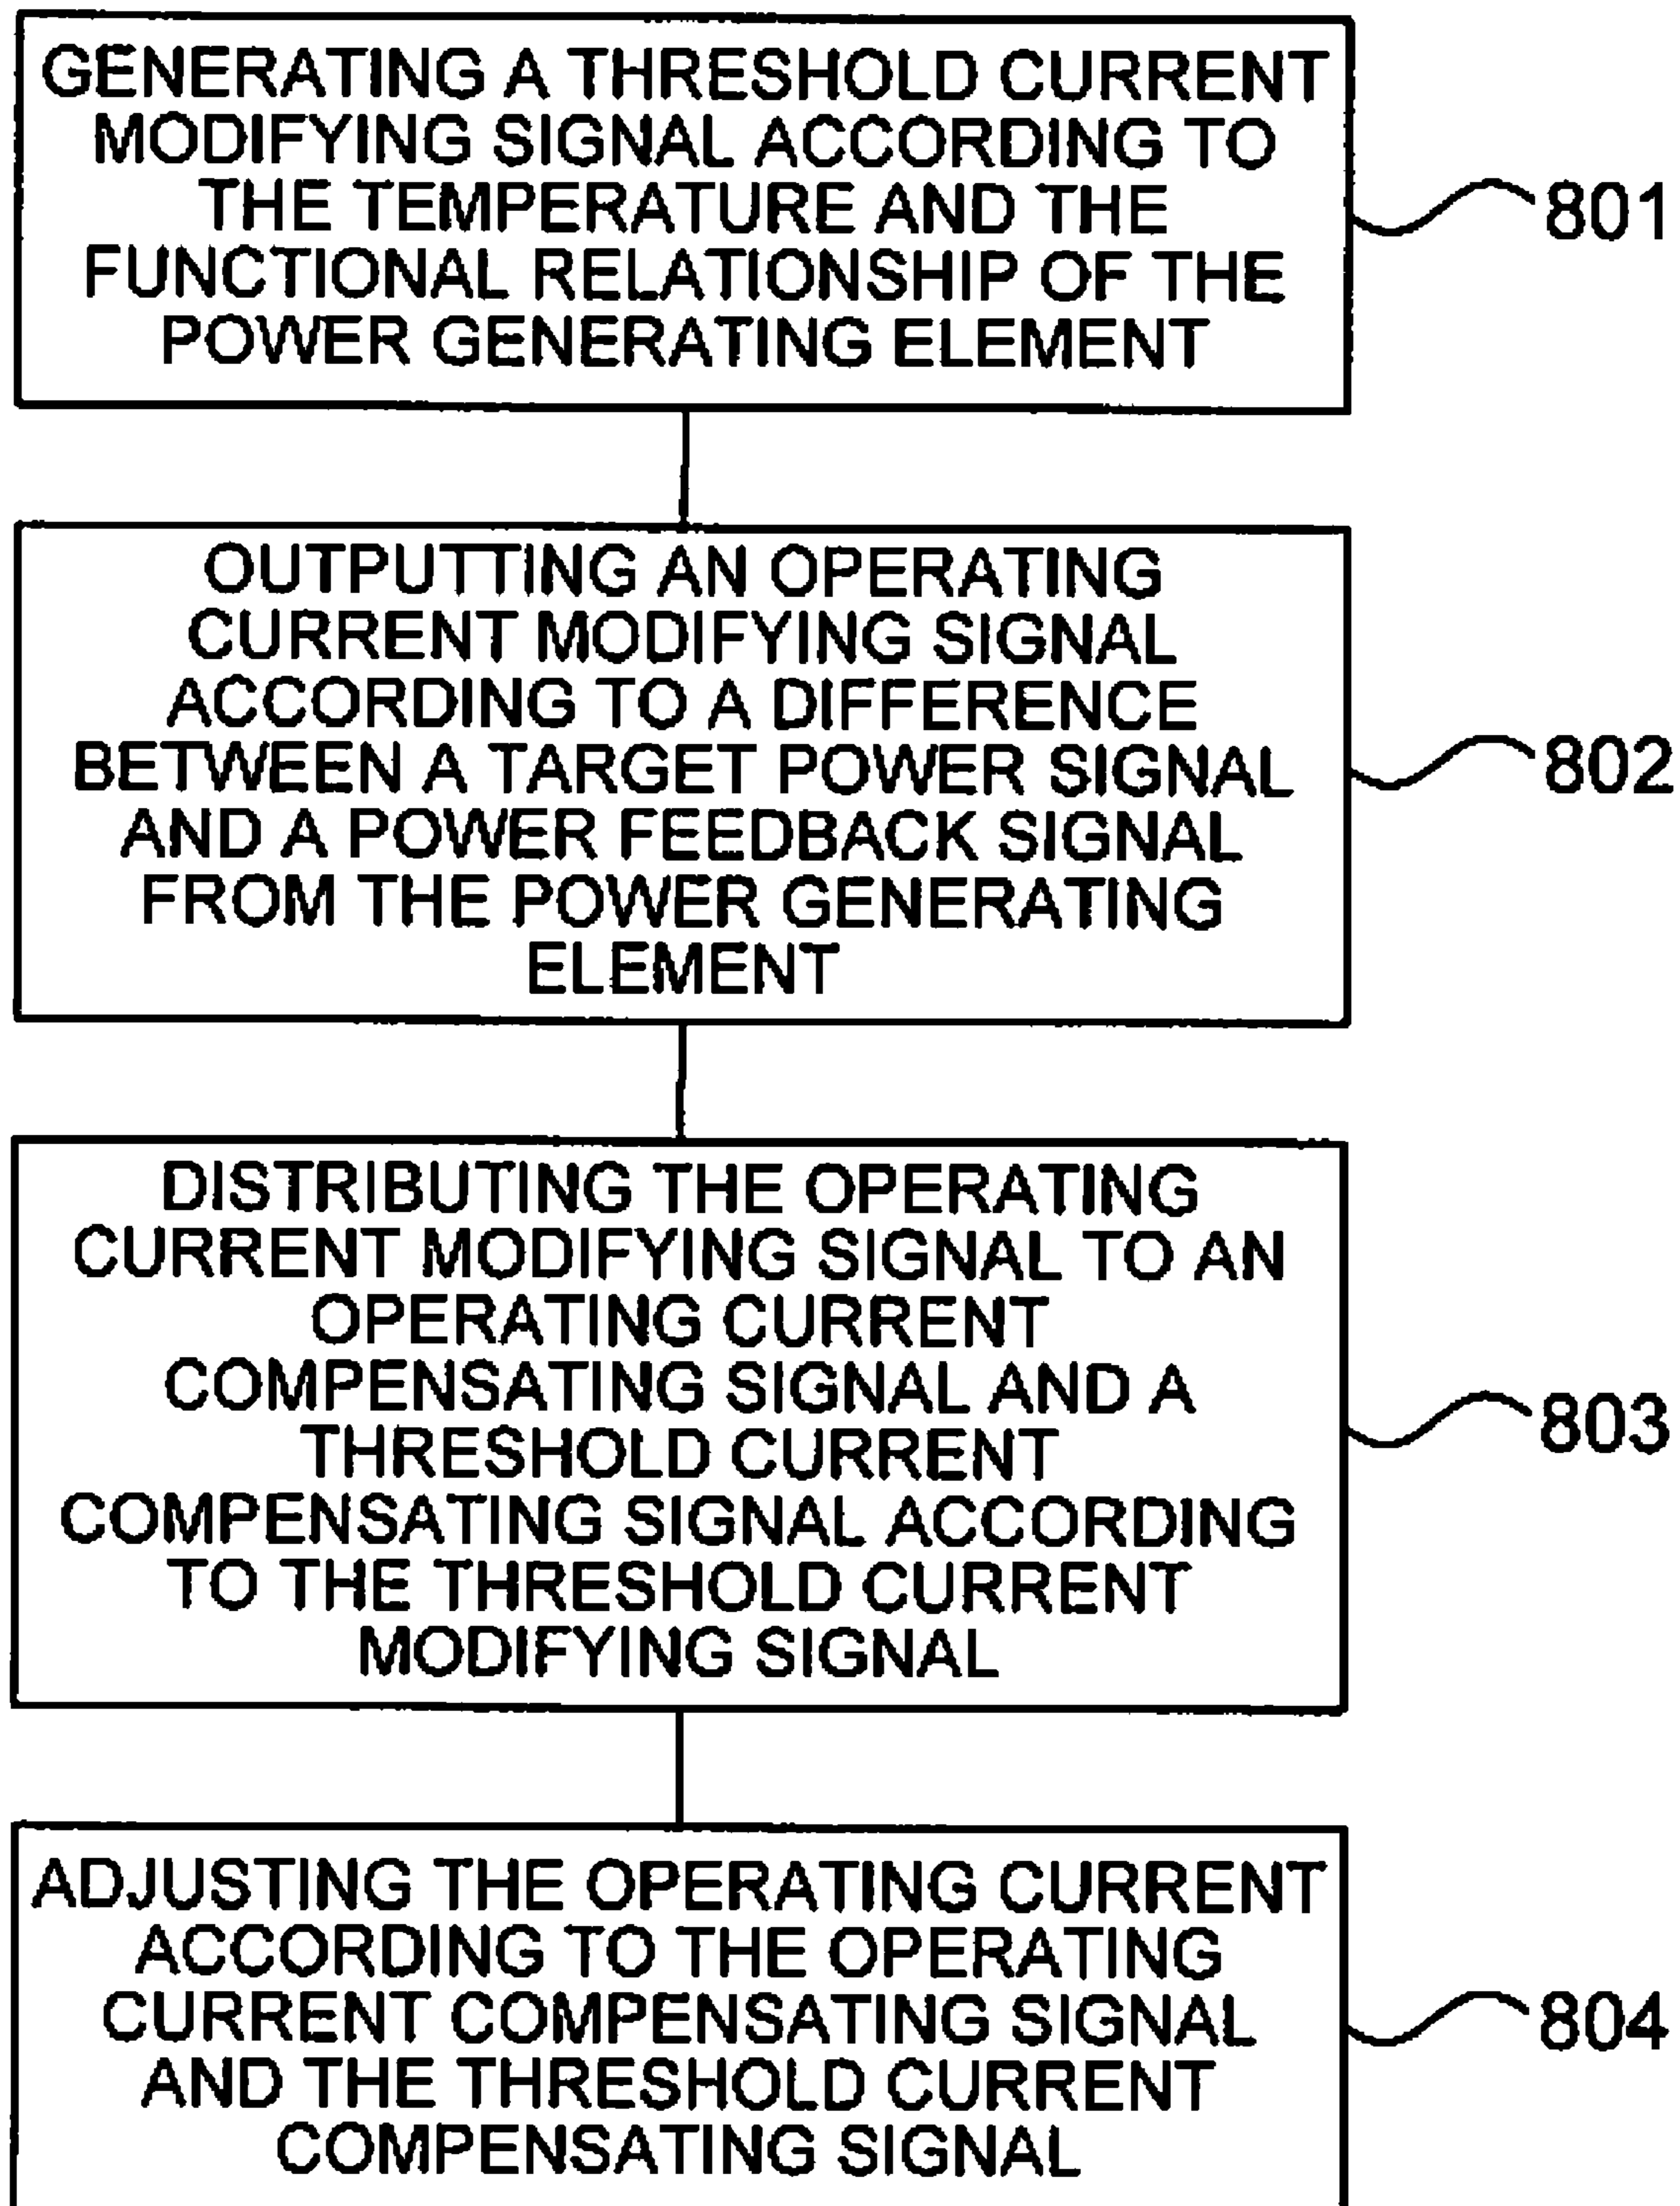 GENERATING A THRESHOLD CURRENT
MODIFYING SIGNAL ACCORDING TO
THE TEMPERATURE AND THE
FUNCTIONAL RELATIONSHIP OF THE
POWER GENERATING ELEMENT
801
OUTPUTTING AN OPERATING
CURRENT MODIFYING SIGNAL
ACCORDING TO A DIFFERENCE
BETWEEN A TARGET POWER SIGNAL
AND A POWER FEEDBACK SIGNAL
FROM THE POWER GENERATING
ELEMENT
802
DISTRIBUTING THE OPERATING
CURRENT MODIFYING SIGNAL TO AN
OPERATING CURRENT
COMPENSATING SIGNAL AND A
THRESHOLD CURRENT
COMPENSATING SIGNAL ACCORDING
TO THE THRESHOLD CURRENT
MODIFYING SIGNAL
803
ADJUSTING THE OPERATING CURRENT
ACCORDING TO THE OPERATING
CURRENT COMPENSATING SIGNAL
AND THE THRESHOLD CURRENT
COMPENSATING SIGNAL
804